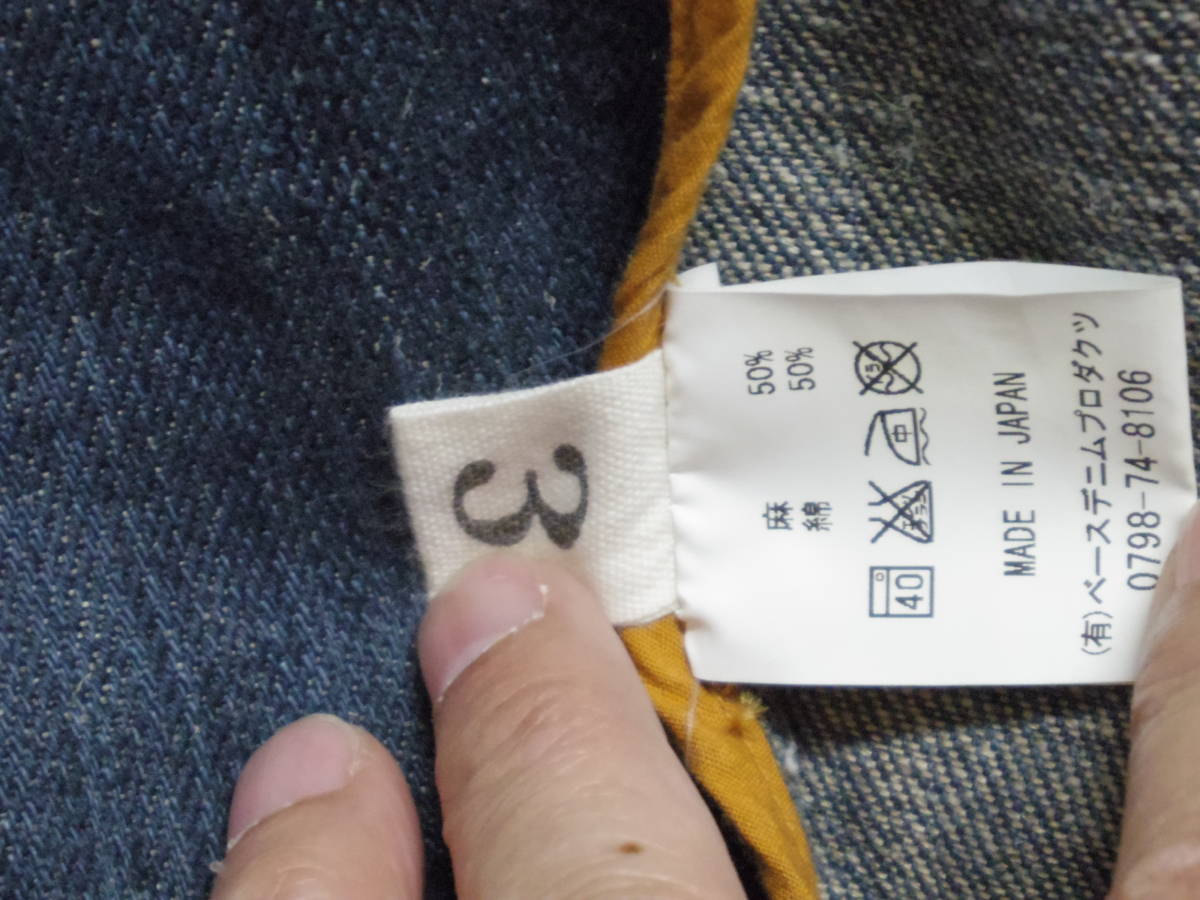 3
麻 50%
綿 50%
40 中
MADE IN JAPAN
(有)ベースデニムプロダクツ
0798-74-8106